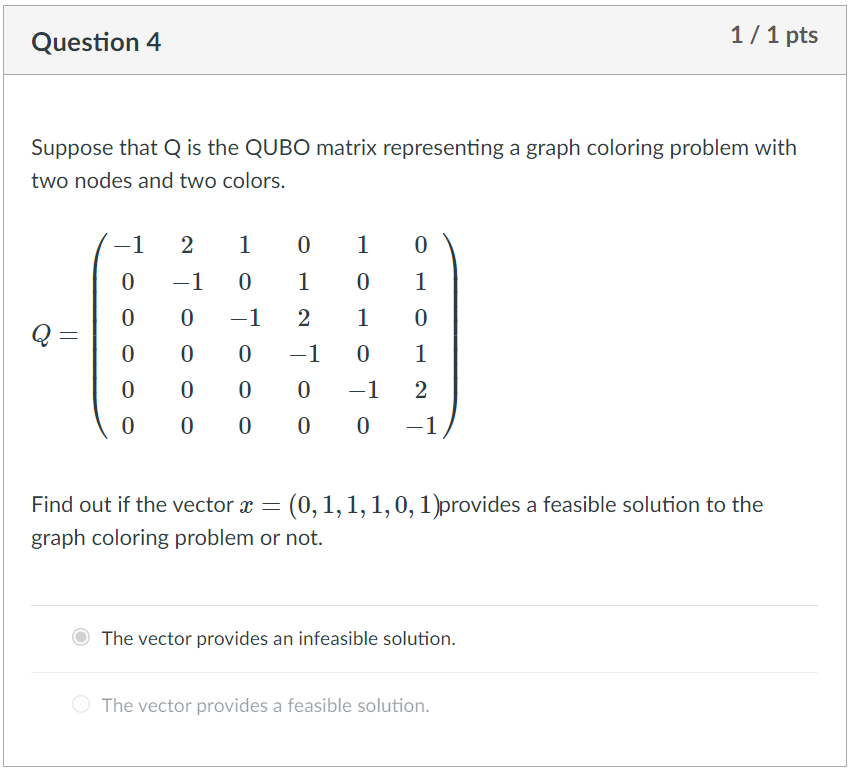 Question 4
1 / 1 pts
Suppose that Q is the QUBO matrix representing a graph coloring problem with
two nodes and two colors.
Q = 
−1 2 1 0 1 0
0 −1 0 1 0 1
0 0 −1 2 1 0
0 0 0 −1 0 1
0 0 0 0 −1 2
0 0 0 0 0 −1
Find out if the vector x = (0, 1, 1, 1, 0, 1)provides a feasible solution to the
graph coloring problem or not.
The vector provides an infeasible solution.
The vector provides a feasible solution.